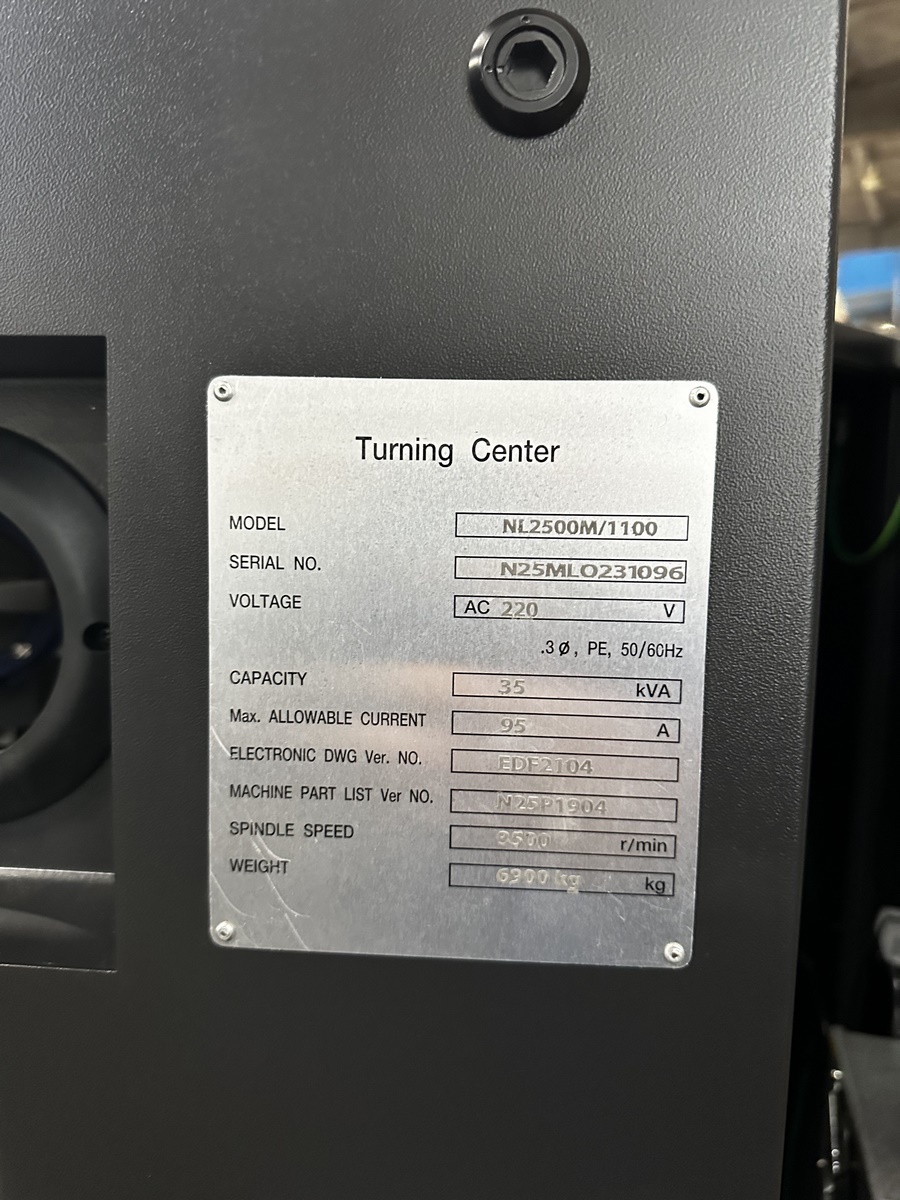 Turning Center
MODEL NL2500M/1100
SERIAL NO. N25MLO231096
VOLTAGE AC 220 V
.3Ø, PE, 50/60Hz
CAPACITY 35 kVA
Max. ALLOWABLE CURRENT 95 A
ELECTRONIC DWG Ver. NO. EDF2104
MACHINE PART LIST Ver NO. N25P1904
SPINDLE SPEED r/min
WEIGHT 6900 kg kg